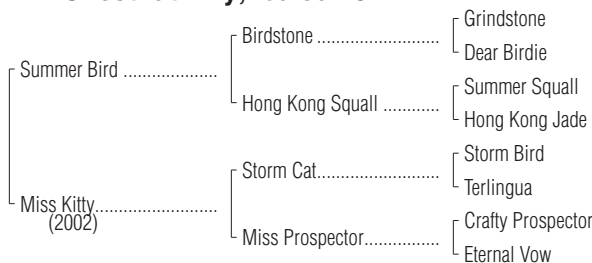 Grindstone
Birdstone ..........................
Dear Birdie
Summer Bird ....................
Summer Squall
Hong Kong Squall ............
Hong Kong Jade
Storm Bird
Storm Cat..........................
Terlingua
Miss Kitty..........................
(2002)
Crafty Prospector
Miss Prospector................
Eternal Vow